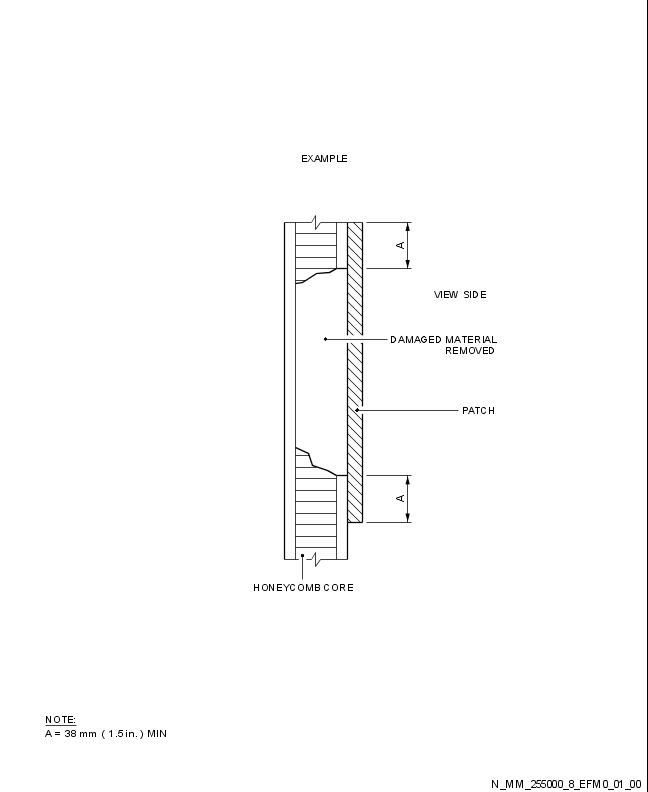 EXAMPLE
A
VIEW SIDE
DAMAGED MATERIAL
REMOVED
PATCH
A
HONEYCOMB CORE
NOTE:
A = 38 mm ( 1.5 in. ) MIN
N_MM_255000_8_EFM0_01_00